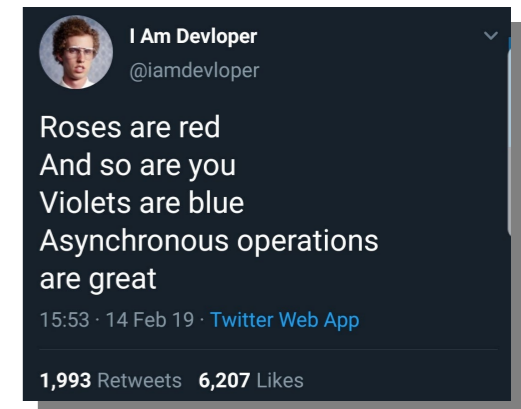 I Am Devloper
@iamdevloper
Roses are red
And so are you
Violets are blue
Asynchronous operations
are great
15:53 · 14 Feb 19 · Twitter Web App
1,993 Retweets 6,207 Likes